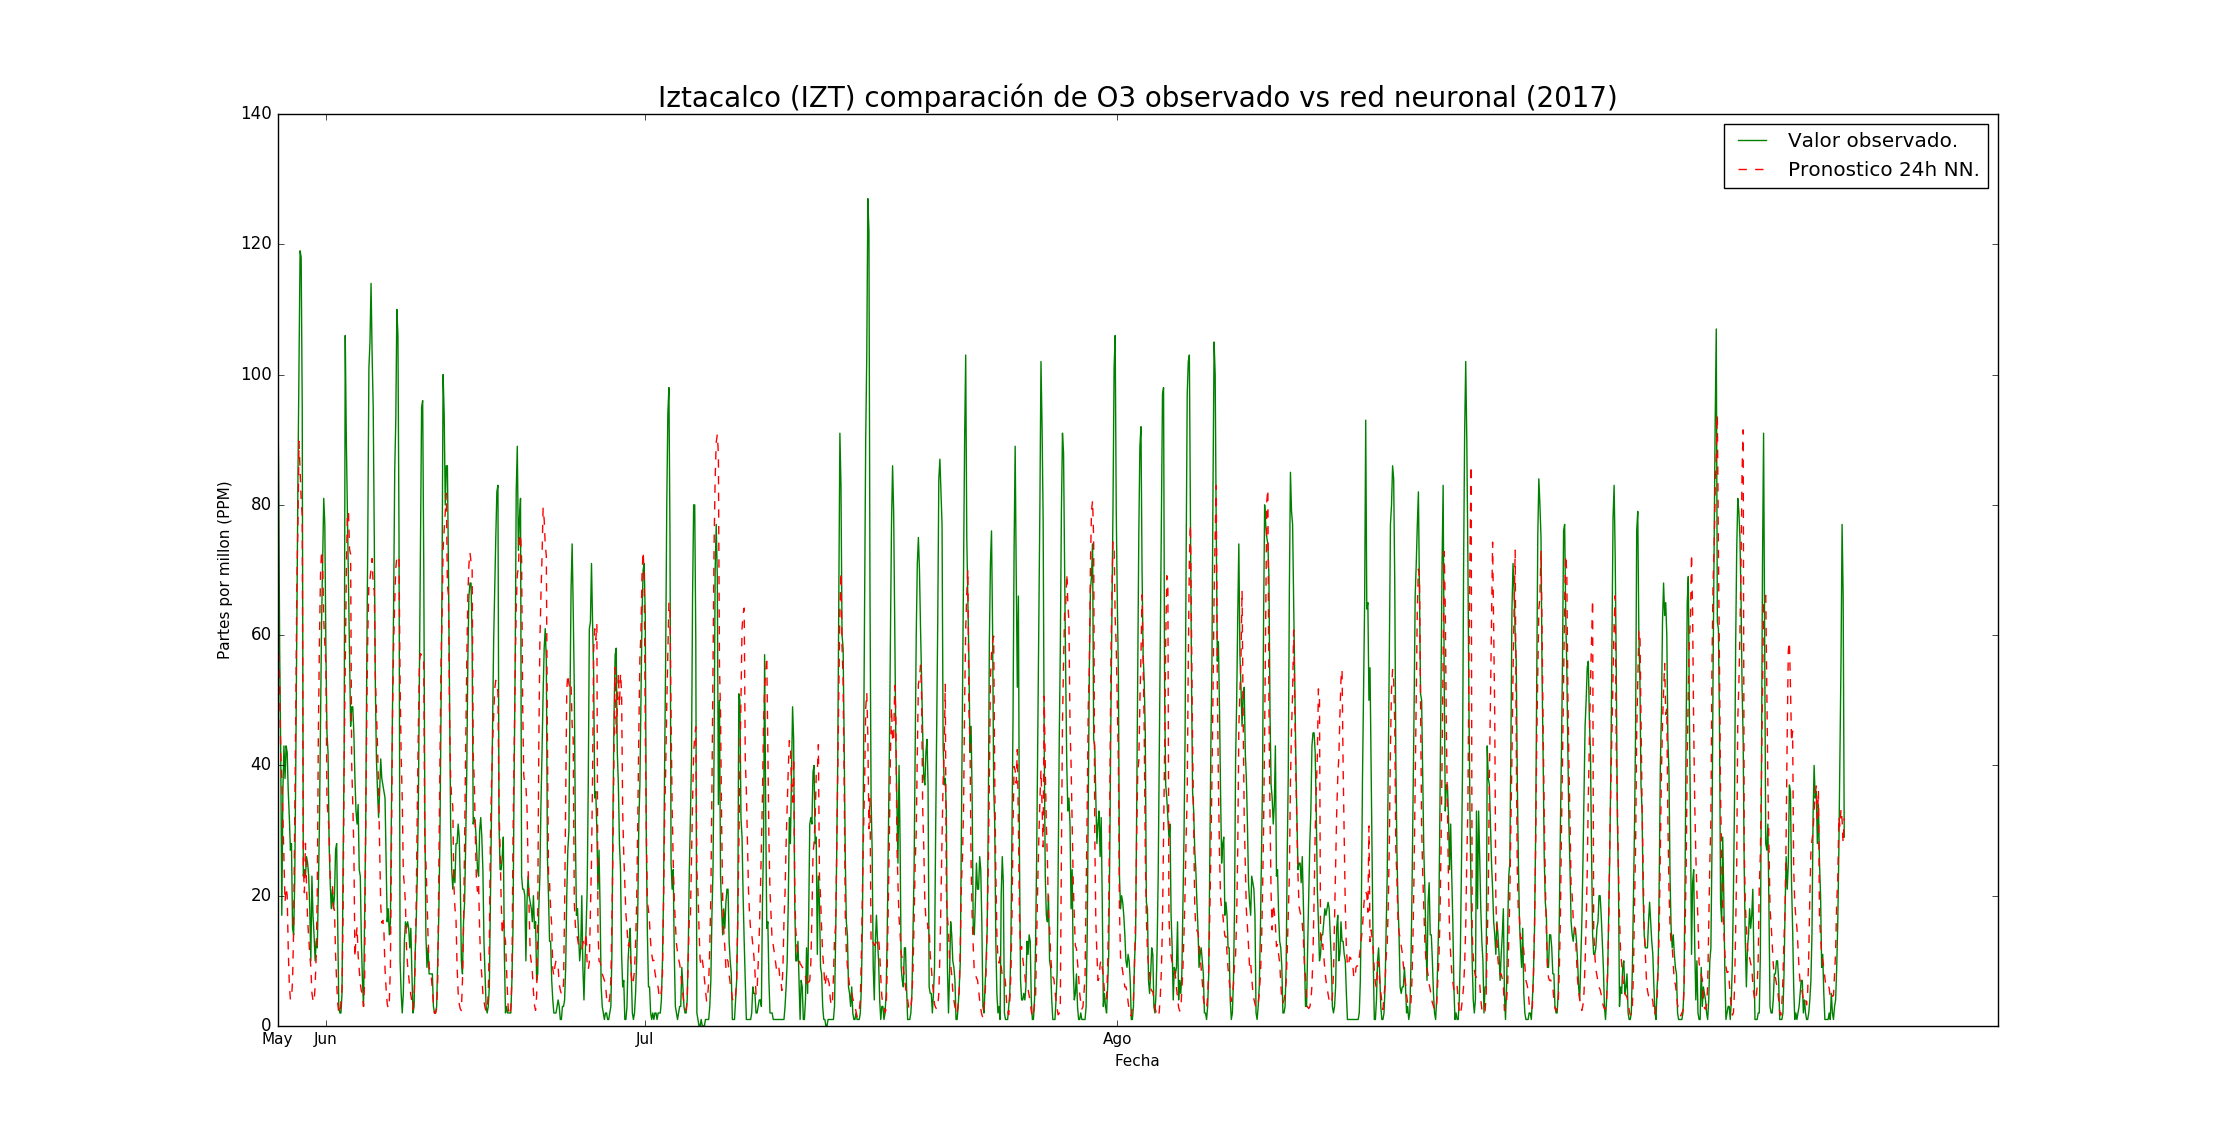 Iztacalco (IZT) comparación de O3 observado vs red neuronal (2017)
Valor observado.
Pronostico 24h NN.
Partes por millon (PPM)
140
120
100
80
60
40
20
0
May Jun Jul Ago
Fecha